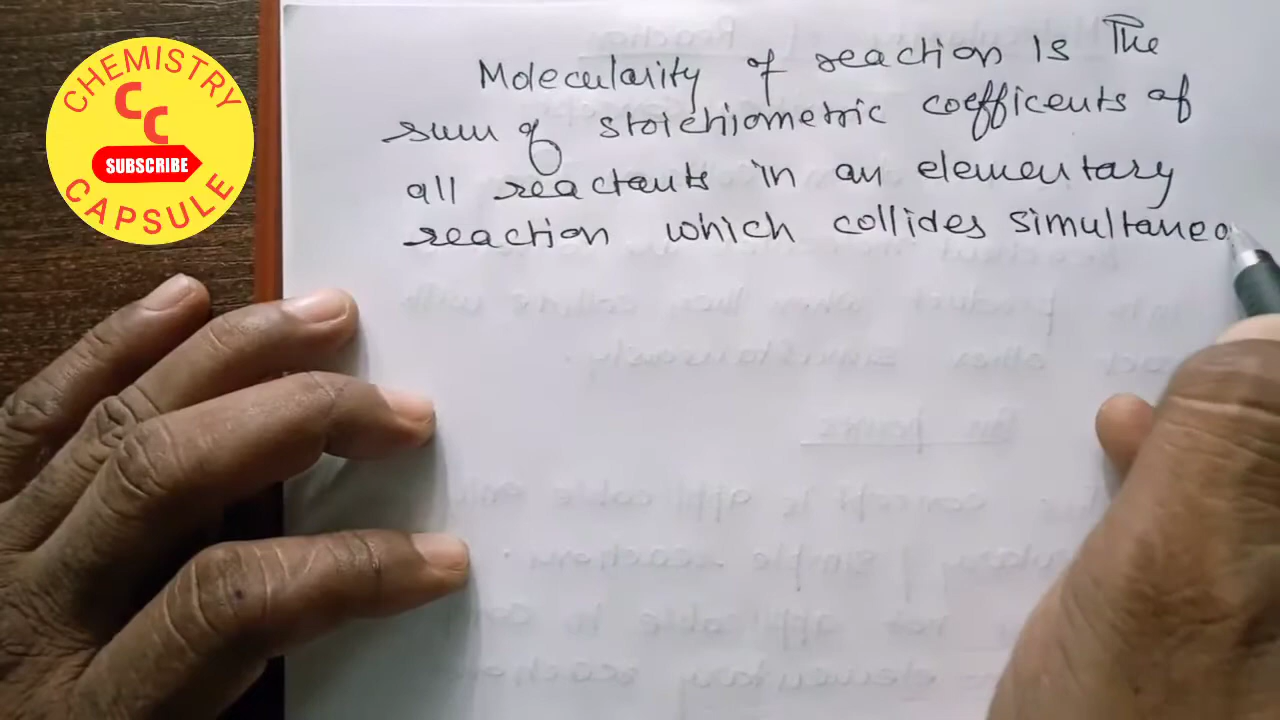 CHEMISTRY
CC
SUBSCRIBE
CAPSULE
Molecularity of reaction is The
sum of stoichiometric coefficents of
all reactants in an elementary
reaction which collides simultaneo